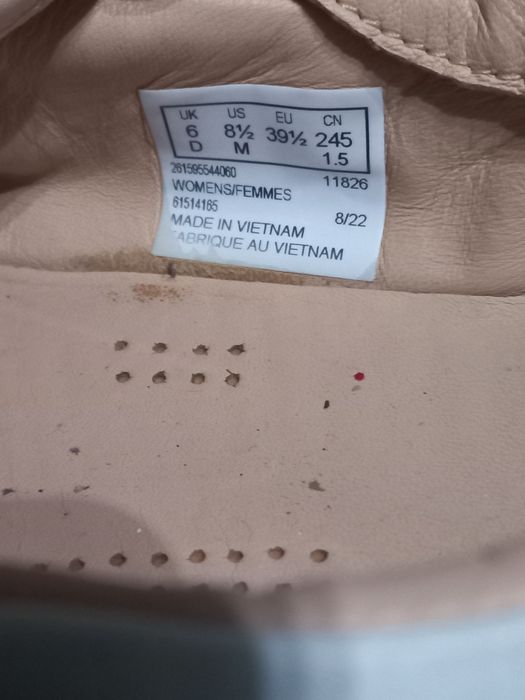 UK US EU CN
6 8½ 39½ 245
D M 1.5
261595544060 11826
WOMENS/FEMMES
61514165 8/22
MADE IN VIETNAM
FABRIQUE AU VIETNAM